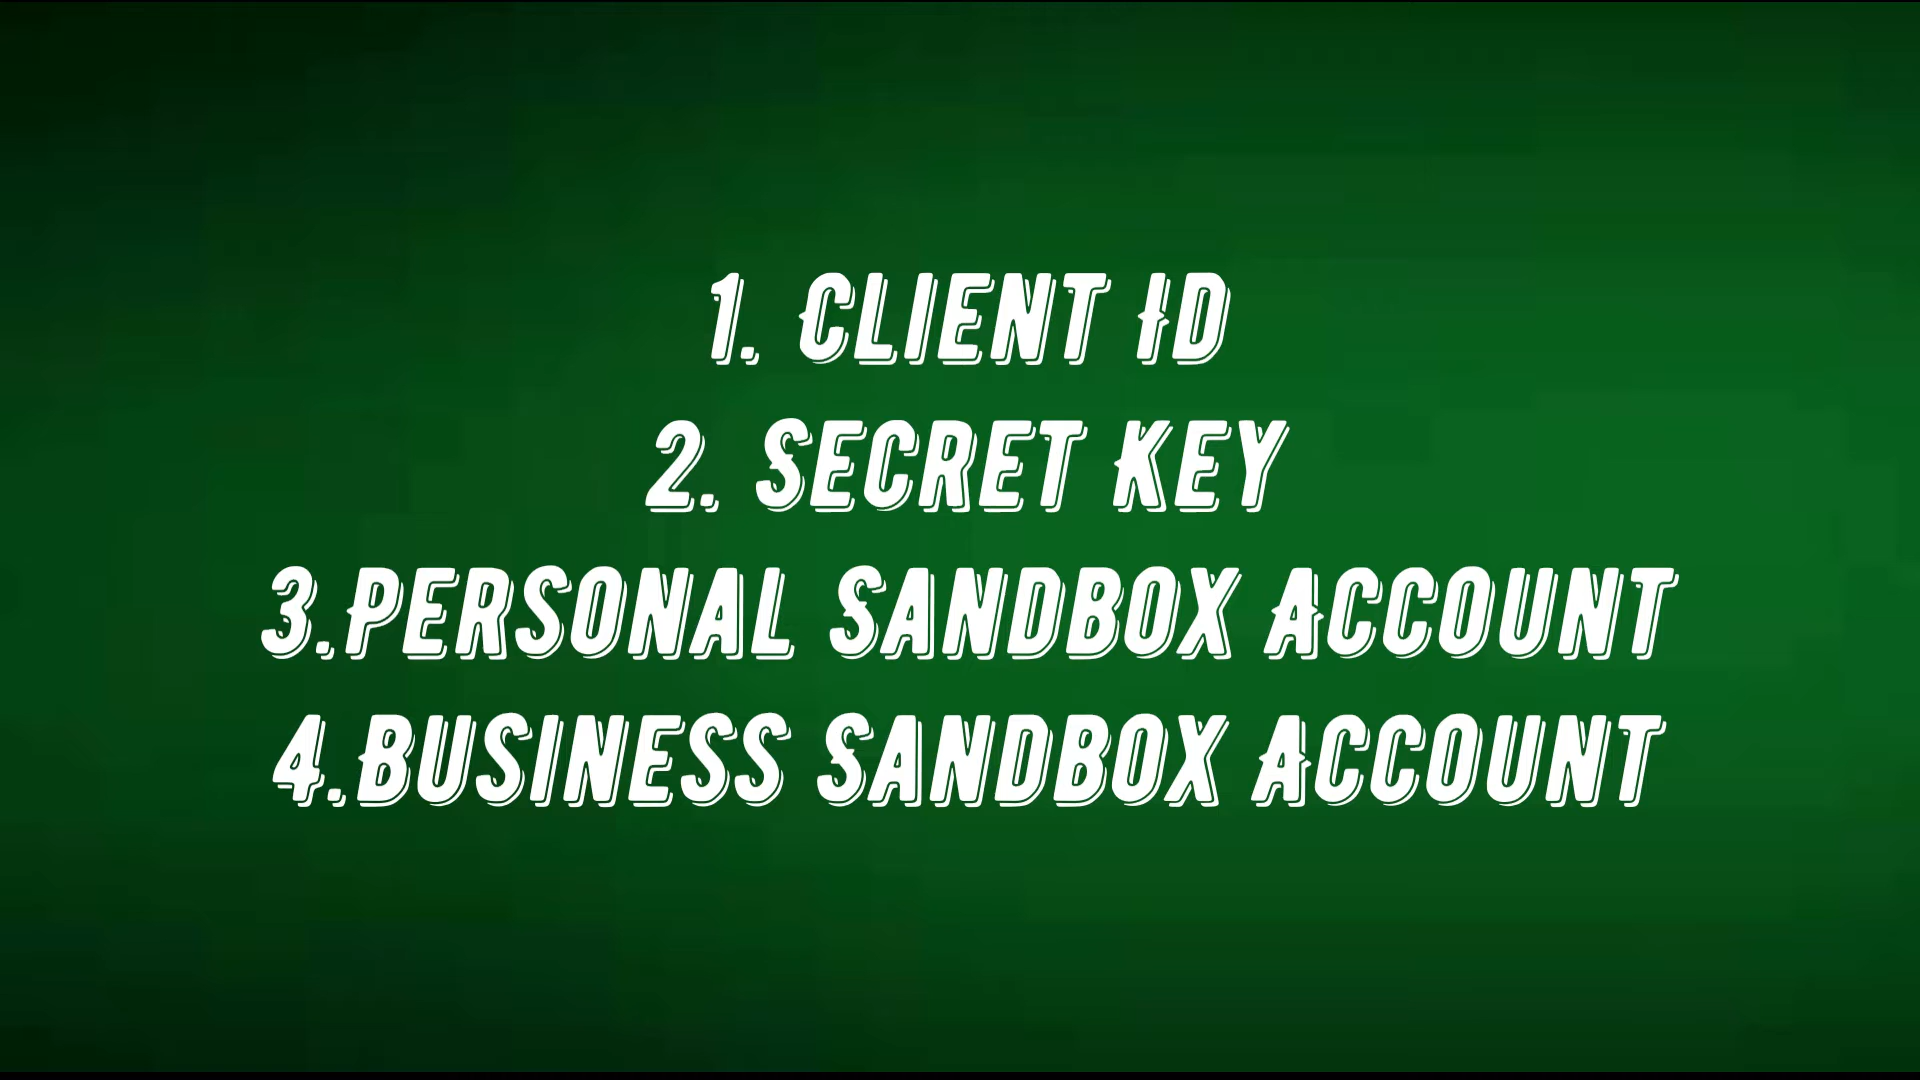 1. Client Id
2. Secret Key
3.Personal Sandbox Account
4.Business Sandbox Account